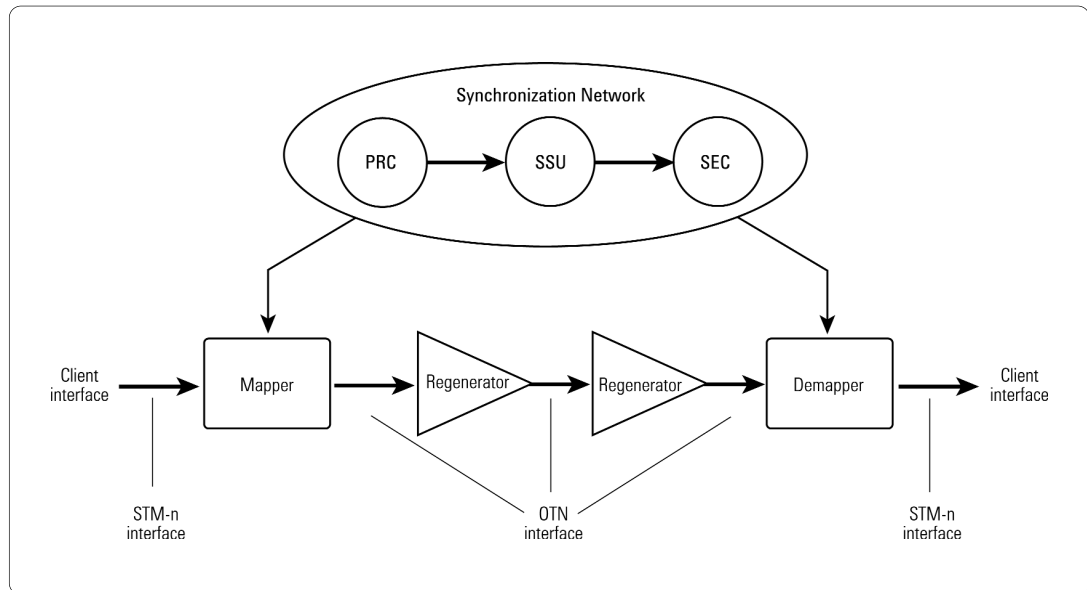 Synchronization Network
PRC
SSU
SEC
Client
interface
Mapper
Regenerator
Regenerator
Demapper
Client
interface
STM-n
interface
OTN
interface
STM-n
interface